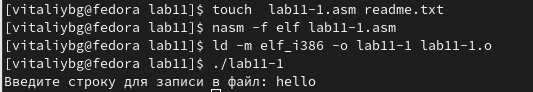 [vitaliybg@fedora lab11]$ touch  lab11-1.asm readme.txt
[vitaliybg@fedora lab11]$ nasm -f elf lab11-1.asm
[vitaliybg@fedora lab11]$ ld -m elf_i386 -o lab11-1 lab11-1.o
[vitaliybg@fedora lab11]$ ./lab11-1
Введите строку для записи в файл: hello